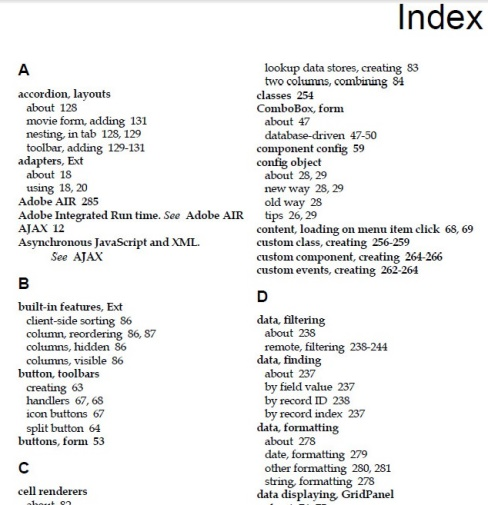 Index
A
accordion, layouts
about 128
movie form, adding 131
nesting, in tab 128, 129
toolbar, adding 129-131
adapters, Ext
about 18
using 18, 20
Adobe AIR 285
Adobe Integrated Run time. See Adobe AIR
AJAX 12
Asynchronous JavaScript and XML.
See AJAX
B
built-in features, Ext
client-side sorting 86
column, reordering 86, 87
columns, hidden 86
columns, visible 86
button, toolbars
creating 63
handlers 67, 68
icon buttons 67
split button 64
buttons, form 53
C
cell renderers
about 82
lookup data stores, creating 83
two columns, combining 84
classes 254
ComboBox, form
about 47
database-driven 47-50
component config 59
config object
about 28, 29
new way 28, 29
old way 28
tips 26, 29
content, loading on menu item click 68, 69
custom class, creating 256-259
custom component, creating 264-266
custom events, creating 262-264
D
data, filtering
about 238
remote, filtering 238-244
data, finding
about 237
by field value 237
by record ID 238
by record index 237
data, formatting
about 278
date, formatting 279
other formatting 280, 281
string, formatting 278
data displaying, GridPanel